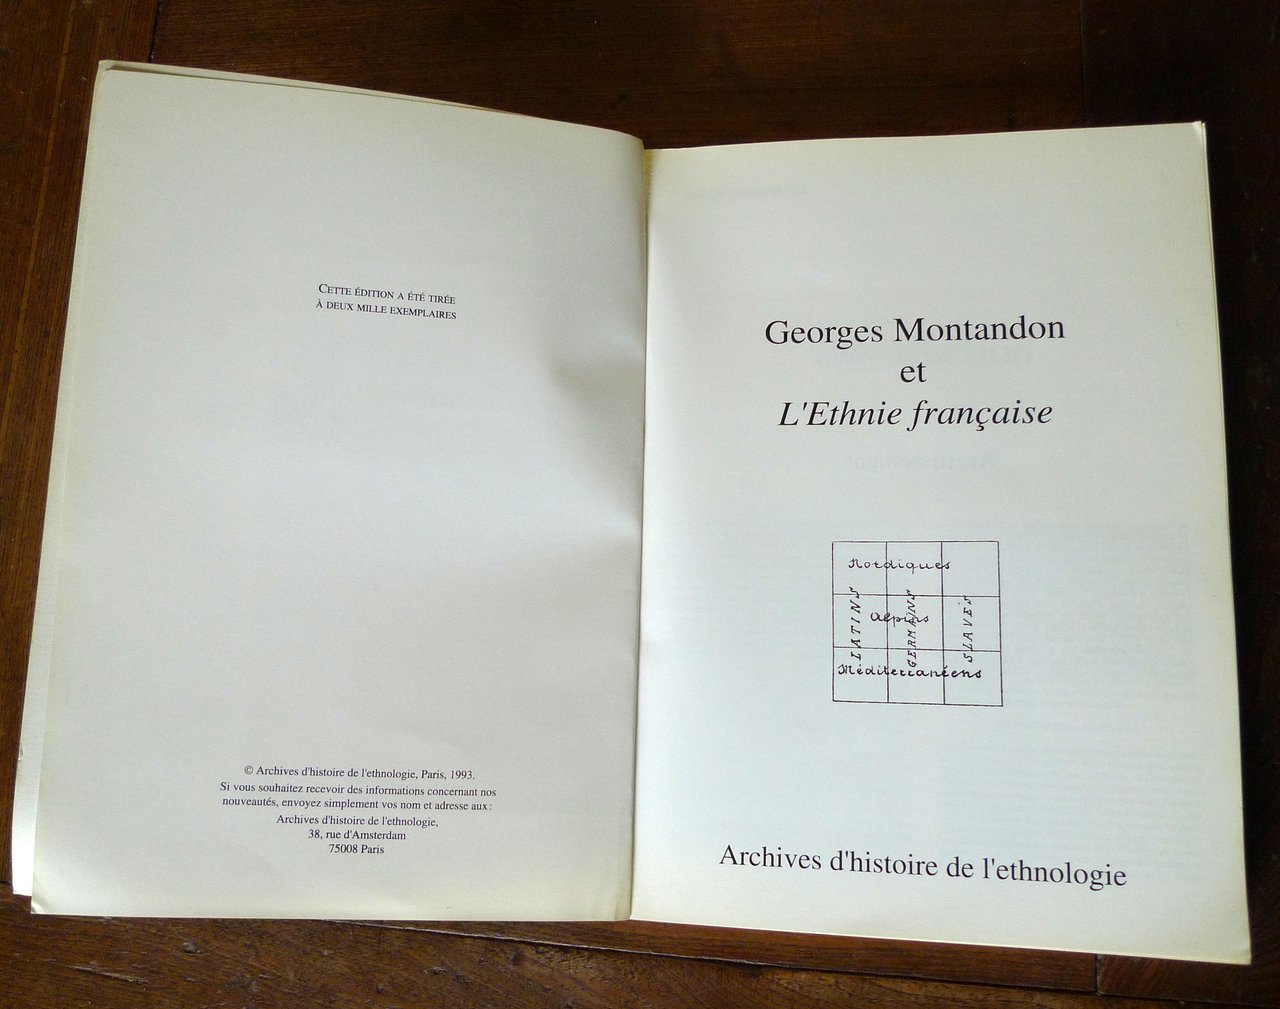 CETTE ÉDITION A ÉTÉ TIRÉE
À DEUX MILLE EXEMPLAIRES
© Archives d'histoire de l'ethnologie, Paris, 1993.
Si vous souhaitez recevoir des informations concernant nos
nouveautés, envoyez simplement vos nom et adresse aux :
Archives d'histoire de l'ethnologie,
38, rue d'Amsterdam
75008 Paris
Georges Montandon
et
L'Ethnie française
Nordiques
Alpins
Méditerranéens
LATINS
GERMAINS
SLAVES
Archives d'histoire de l'ethnologie